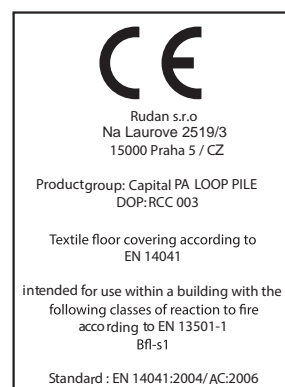 CE
Rudan s.r.o
Na Laurove 2519/3
15000 Praha 5 / CZ
Productgroup: Capital PA LOOP PILE
DOP:RCC 003
Textile floor covering according to
EN 14041
intended for use within a building with the
following classes of reaction to fire
according to EN 13501-1
Bfl-s1
Standard : EN 14041:2004/AC:2006